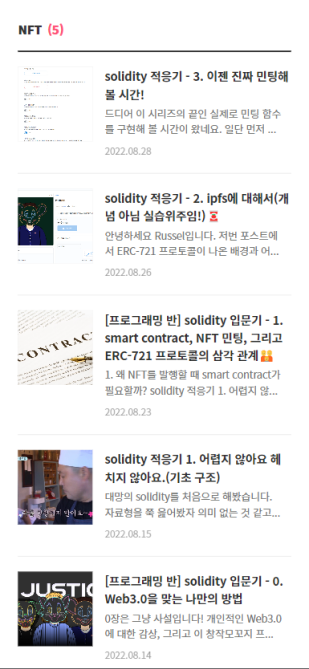 NFT (5)
solidity 적응기 - 3. 이젠 진짜 민팅해
볼 시간!
드디어 이 시리즈의 끝인 실제로 민팅 함수
를 구현해 볼 시간이 왔네요. 일단 먼저 ...
2022.08.28
solidity 적응기 - 2. ipfs에 대해서(개
념 아님 실습위주임!)
안녕하세요 Russel입니다. 저번 포스트에
서 ERC-721 프로토콜이 나온 배경과 어...
2022.08.26
[프로그래밍 반] solidity 입문기 - 1.
smart contract, NFT 민팅, 그리고
ERC-721 프로토콜의 삼각 관계
1. 왜 NFT를 발행할 때 smart contract가
필요할까? solidity 적응기 1. 어렵지 않...
2022.08.23
CONTRAC
solidity 적응기 1. 어렵지 않아요 헤
치지 않아요.(기초 구조)
대망의 solidity를 처음으로 해봤습니다.
자료형을 쭉 훑어봤자 의미 없는 것 같고...
2022.08.15
[프로그래밍 반] solidity 입문기 - 0.
Web3.0을 맞는 나만의 방법
0장은 그냥 사설입니다! 개인적인 Web3.0
에 대한 감상, 그리고 이 창작모꼬지 프...
2022.08.14
JUSTIC